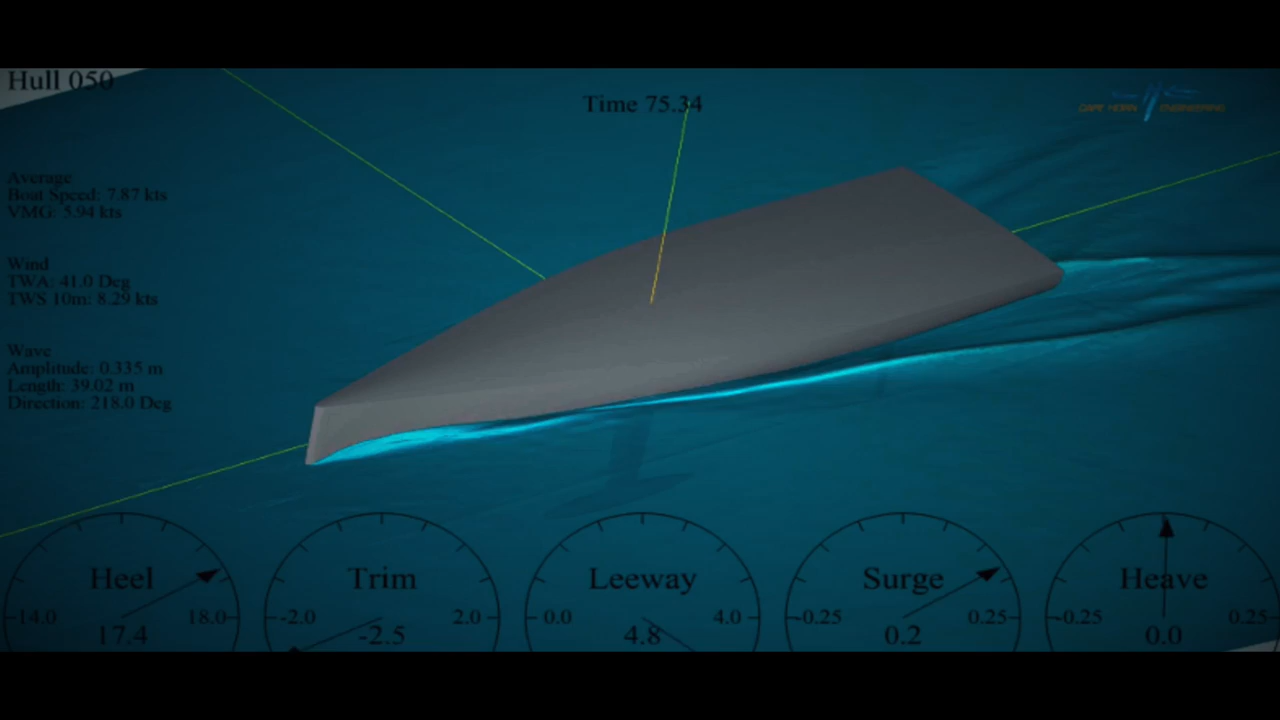 Hull 050
Time 75.34
CAPE HORN ENGINEERING
Average
Boat Speed: 7.87 kts
VMG: 5.94 kts
Wind
TWA: 41.0 Deg
TWS 10m: 8.29 kts
Wave
Amplitude: 0.335 m
Length: 39.02 m
Direction: 218.0 Deg
Heel
-14.0 18.0
17.4
Trim
-2.0 2.0
-2.5
Leeway
0.0 4.0
4.8
Surge
-0.25 0.25
0.2
Heave
-0.25 0.25
0.0